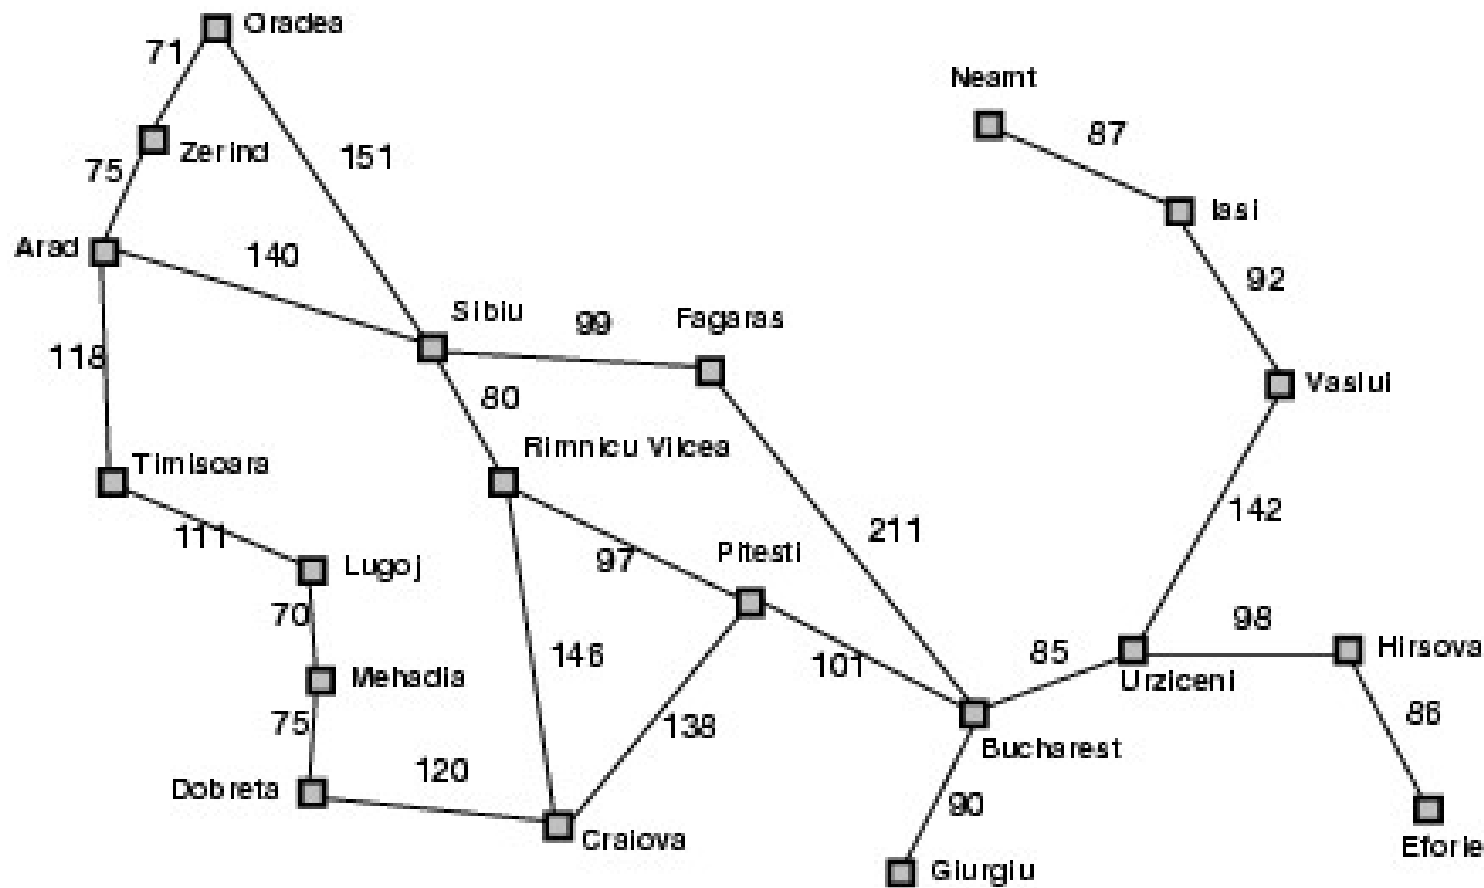 Oradea
71
Neamt
87
Zerind
151
75
Iasi
Arad
140
92
Sibiu
99
Fagaras
118
80
Vaslui
Rimnicu Vilcea
Timisoara
142
111
211
Pitesti
Lugoj
97
70
98
146
85
Hirsova
101
Mehadia
Urziceni
75
138
86
Bucharest
120
Dobreta
90
Craiova
Eforie
Giurgiu